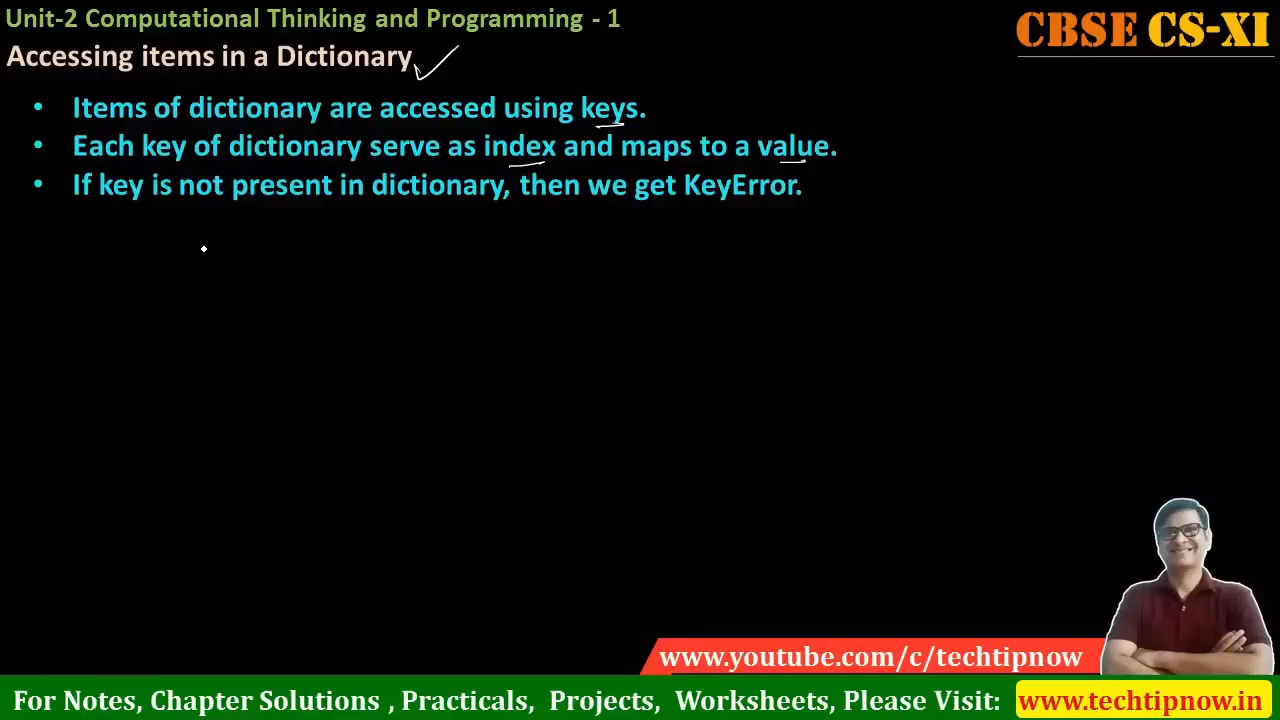 Unit-2 Computational Thinking and Programming - 1
CBSE CS-XI
Accessing items in a Dictionary
• Items of dictionary are accessed using keys.
• Each key of dictionary serve as index and maps to a value.
• If key is not present in dictionary, then we get KeyError.
www.youtube.com/c/techtipnow
For Notes, Chapter Solutions , Practicals, Projects, Worksheets, Please Visit: www.techtipnow.in